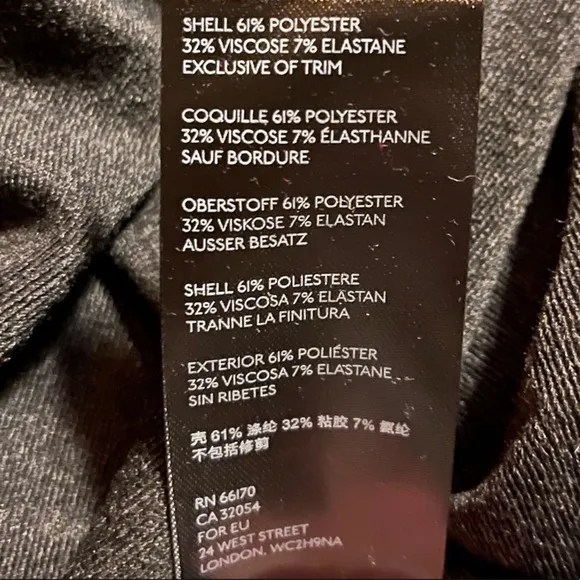 SHELL 61% POLYESTER
32% VISCOSE 7% ELASTANE
EXCLUSIVE OF TRIM
COQUILLE 61% POLYESTER
32% VISCOSE 7% ÉLASTHANNE
SAUF BORDURE
OBERSTOFF 61% POLYESTER
32% VISKOSE 7% ELASTAN
AUSSER BESATZ
SHELL 61% POLIESTERE
32% VISCOSA 7% ELASTAN
TRANNE LA FINITURA
EXTERIOR 61% POLIÉSTER
32% VISCOSA 7% ELASTANE
SIN RIBETES
壳 61% 涤纶 32% 粘胶 7% 氨纶
不包括修剪
RN 66170
CA 32054
FOR EU
24 WEST STREET
LONDON, WC2H9NA